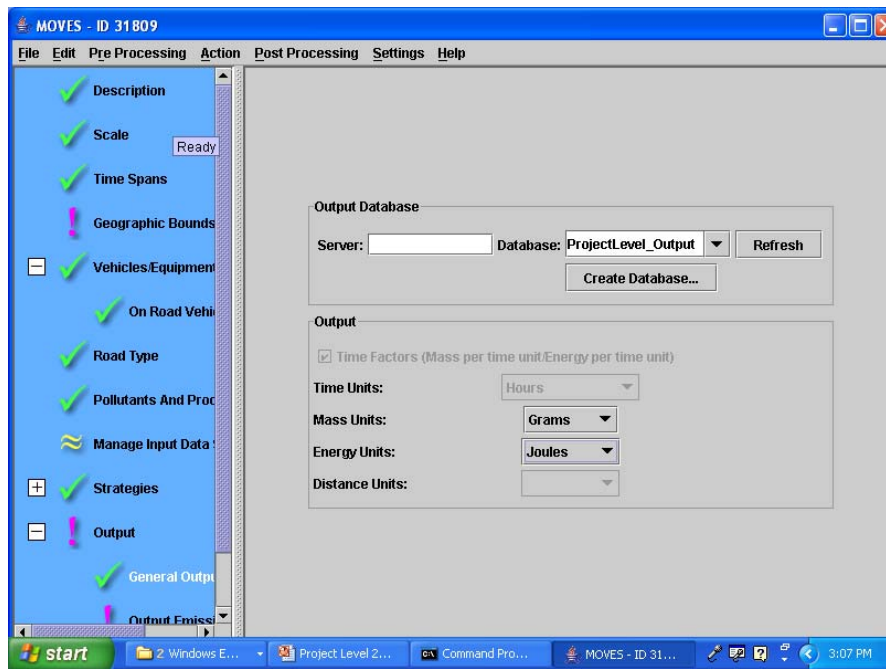 MOVES - ID 31809
File Edit Pre Processing Action Post Processing Settings Help
Description
Scale
Ready
Time Spans
Geographic Bounds
Vehicles/Equipment
On Road Vehi
Road Type
Pollutants And Proc
Manage Input Data
Strategies
Output
General Outpu
Output Emissi
Output Database
Server: Database: ProjectLevel_Output Refresh
Create Database...
Output
Time Factors (Mass per time unit/Energy per time unit)
Time Units: Hours
Mass Units: Grams
Energy Units: Joules
Distance Units:
start 2 Windows E... Project Level 2... Command Pro... MOVES - ID 31... 3:07 PM